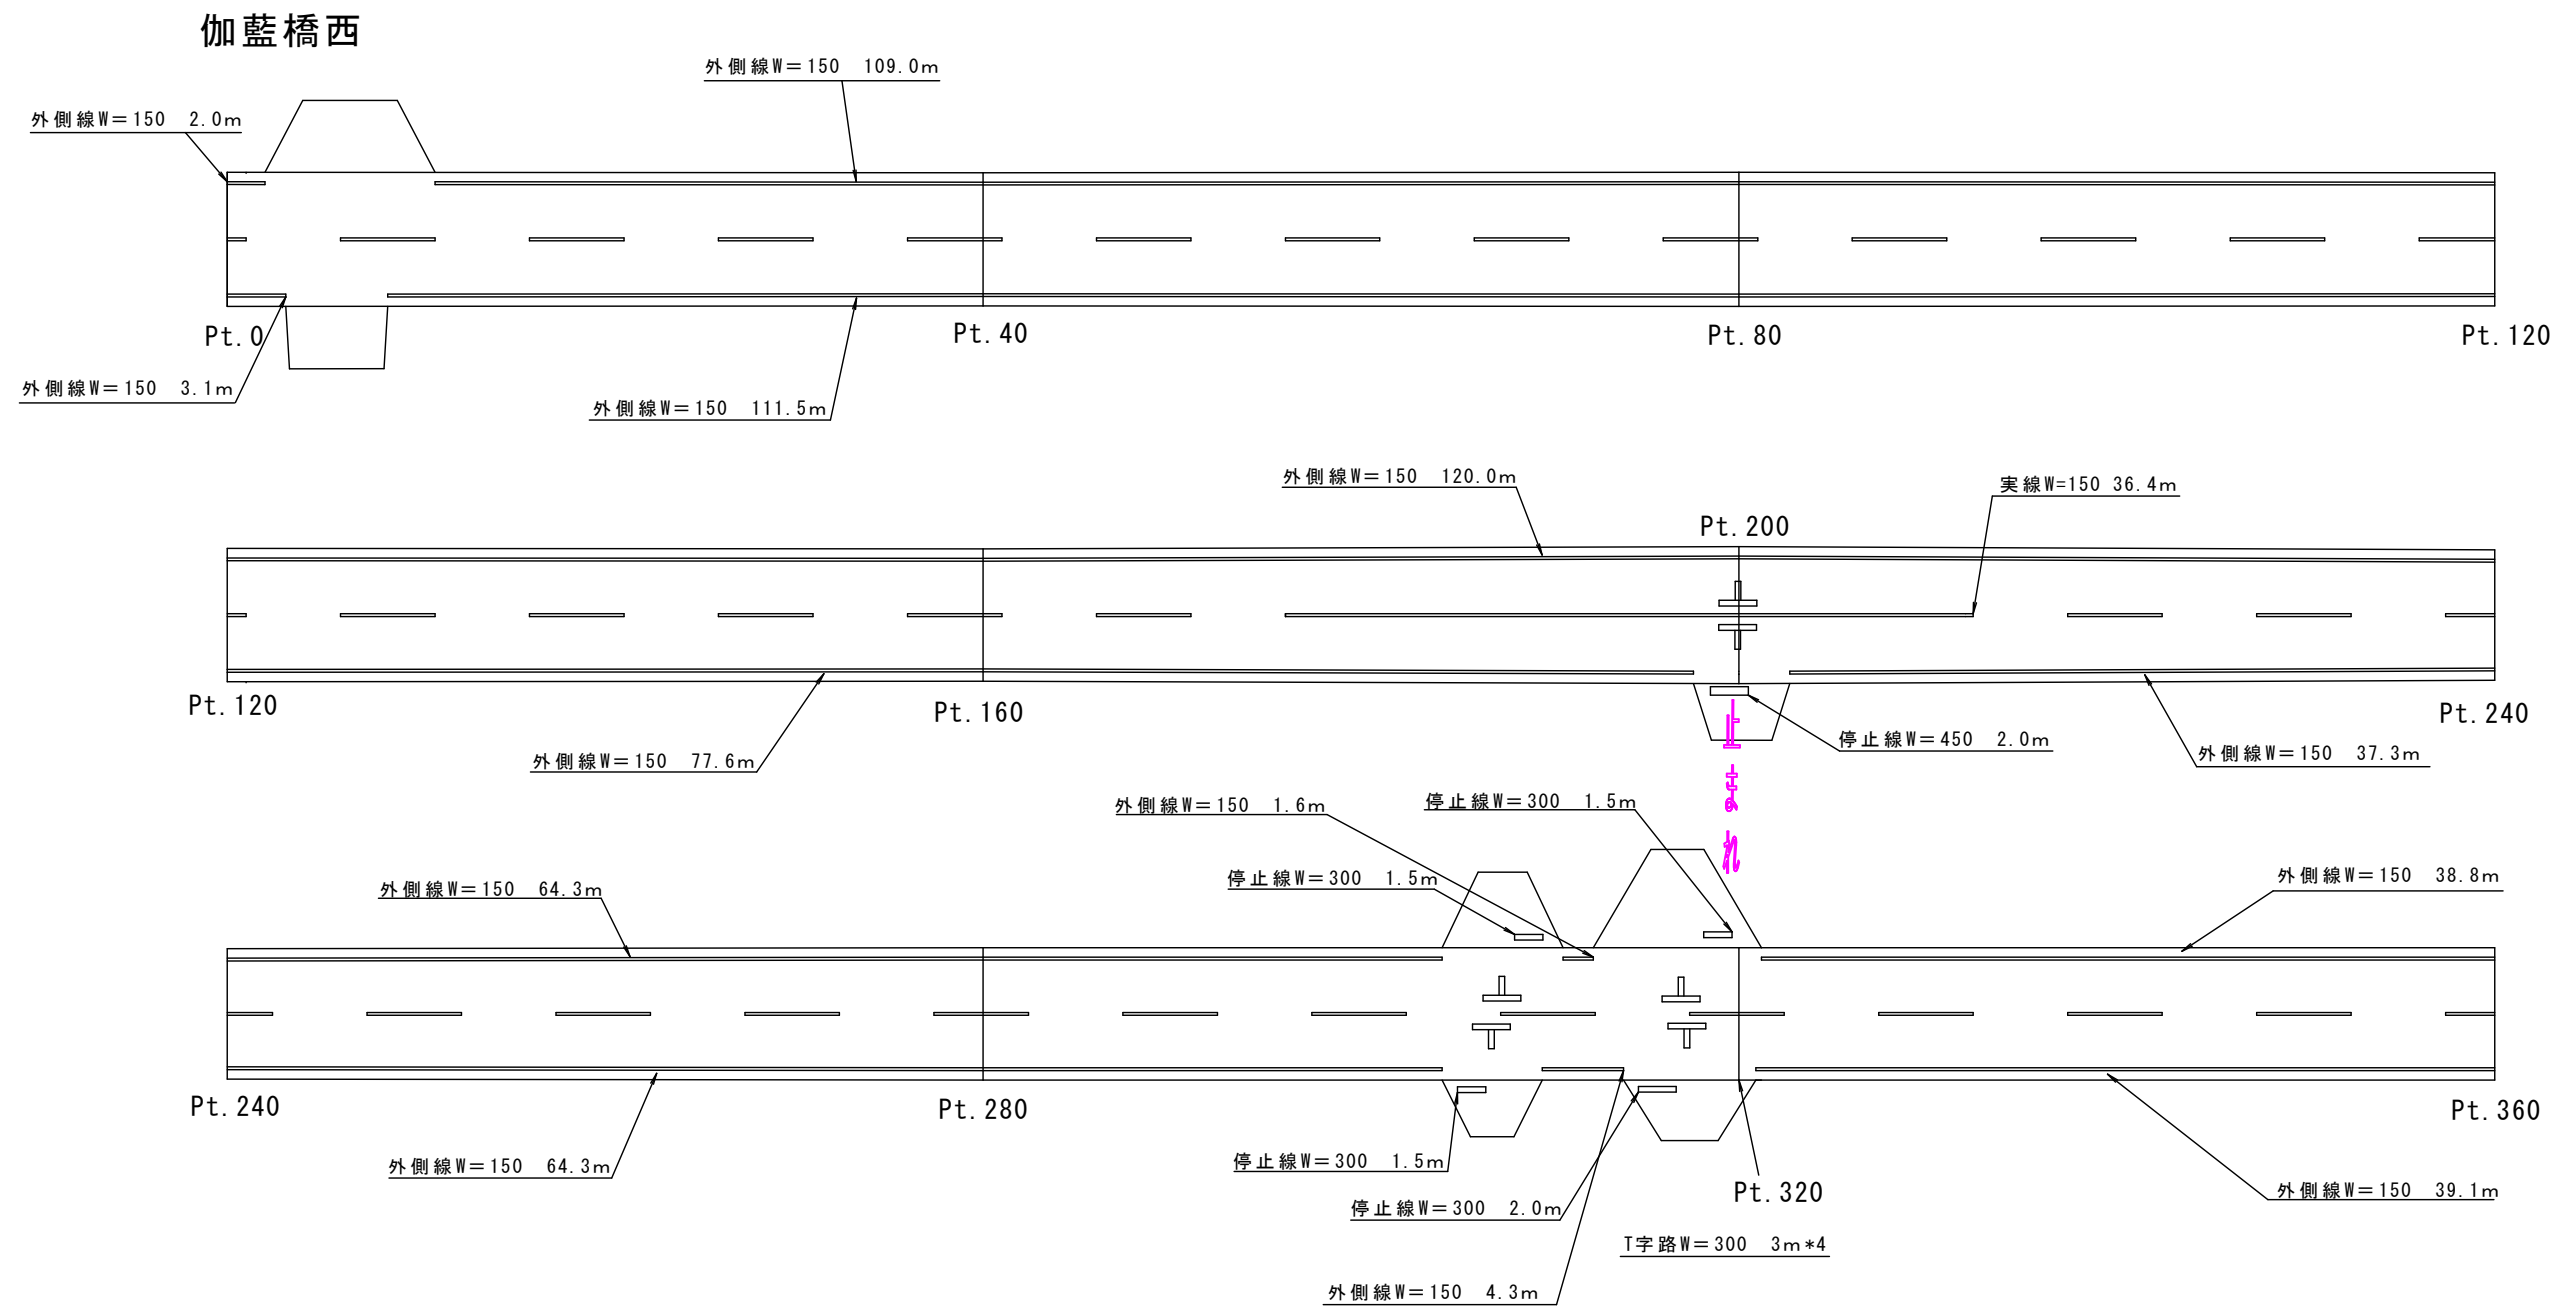 伽藍橋西
外側線W＝150　109.0m
外側線W＝150　2.0m
Pt.0
Pt.40
Pt.80
Pt.120
外側線W＝150　3.1m
外側線W＝150　111.5m
外側線W＝150　120.0m
実線W=150 36.4m
Pt.200
Pt.120
Pt.160
Pt.240
停止線W＝450　2.0m
外側線W＝150　77.6m
外側線W＝150　37.3m
止まれ
外側線W＝150　1.6m
停止線W＝300　1.5m
外側線W＝150　64.3m
停止線W＝300　1.5m
外側線W＝150　38.8m
Pt.240
Pt.280
Pt.360
外側線W＝150　64.3m
停止線W＝300　1.5m
Pt.320
外側線W＝150　39.1m
停止線W＝300　2.0m
T字路W＝300　3m*4
外側線W＝150　4.3m